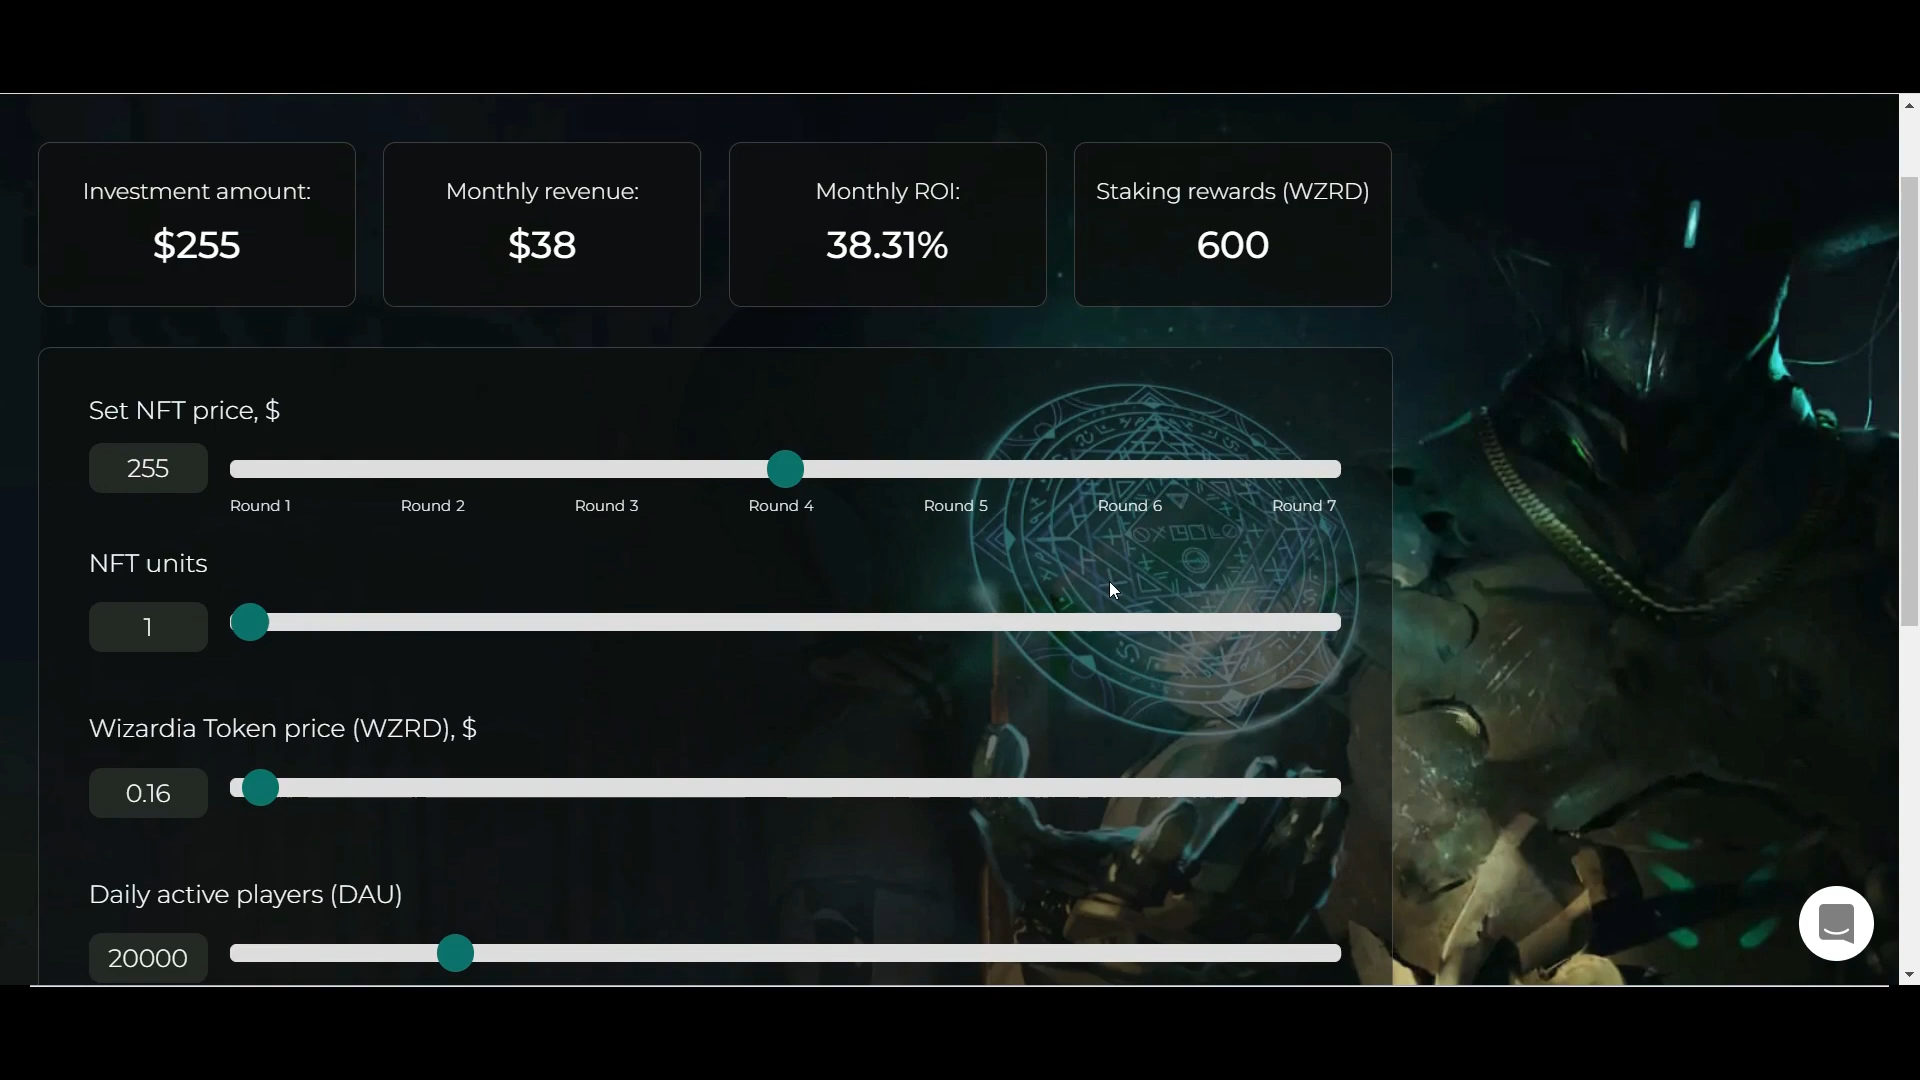 Investment amount:
$255
Monthly revenue:
$38
Monthly ROI:
38.31%
Staking rewards (WZRD)
600
Set NFT price, $
255
Round 1 Round 2 Round 3 Round 4 Round 5 Round 6 Round 7
NFT units
1
Wizardia Token price (WZRD), $
0.16
Daily active players (DAU)
20000